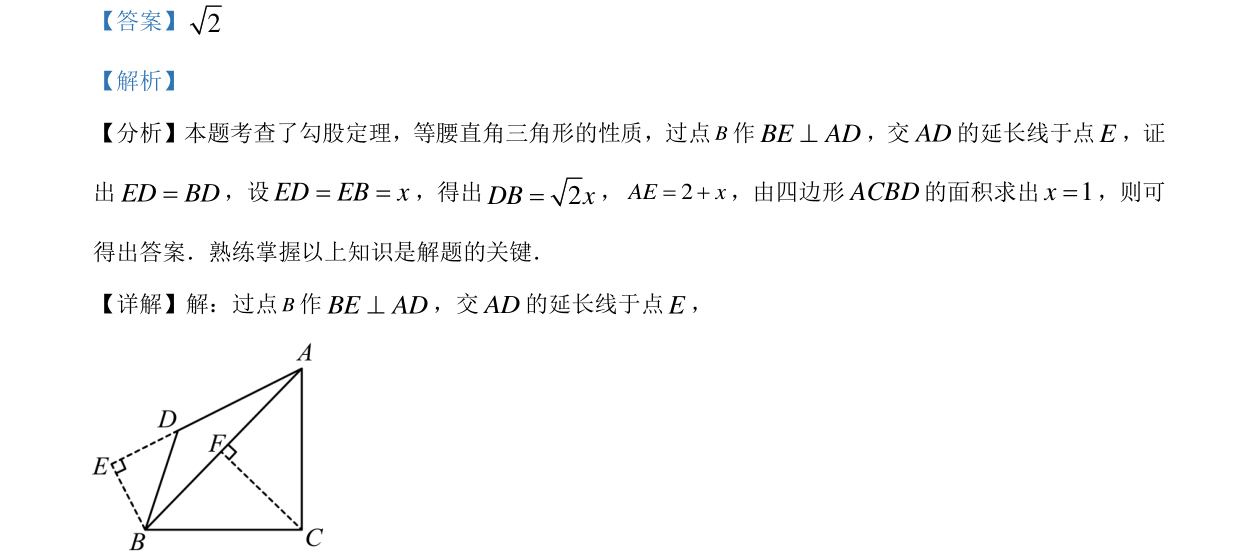 【答案】√2
【解析】
【分析】本题考查了勾股定理，等腰直角三角形的性质，过点B作BE⊥AD，交AD的延长线于点E，证
出ED=BD，设ED=EB=x，得出DB=√2x，AE=2+x，由四边形ACBD的面积求出x=1，则可
得出答案．熟练掌握以上知识是解题的关键．
【详解】解：过点B作BE⊥AD，交AD的延长线于点E，
A
D
F
E
B
C